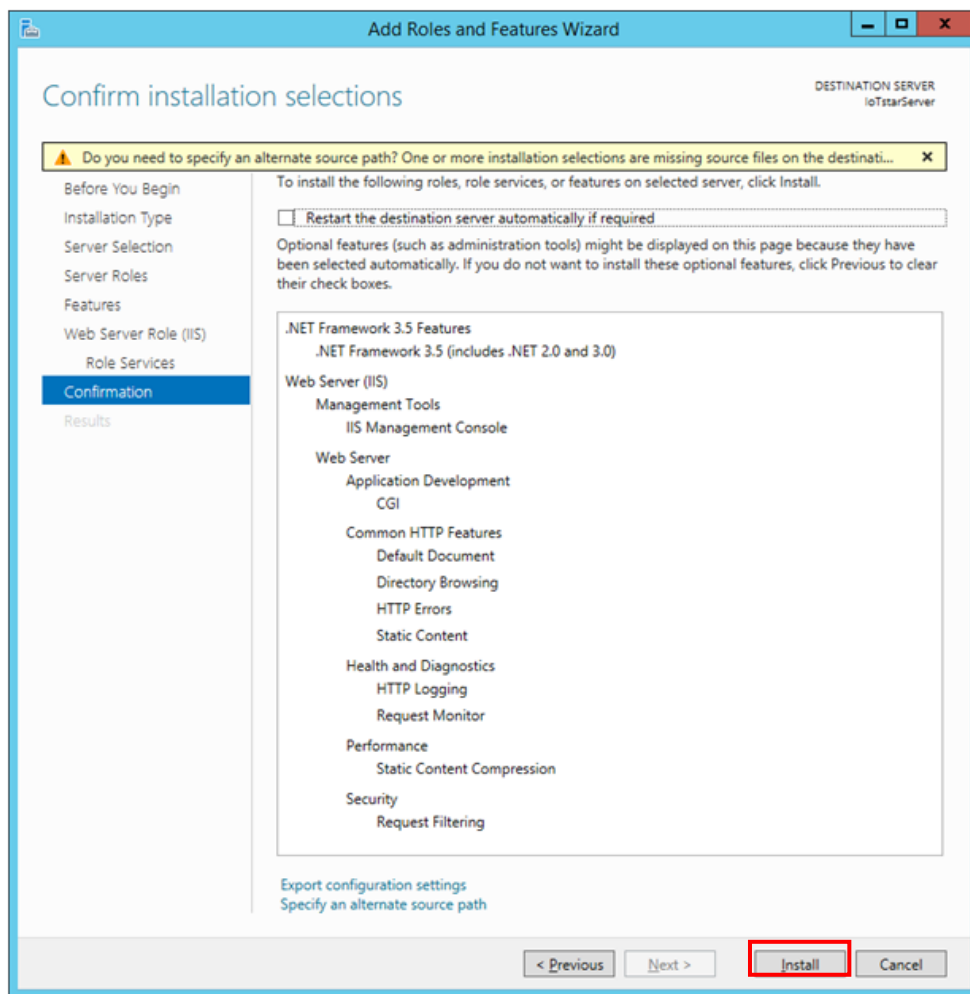 Add Roles and Features Wizard
Confirm installation selections
DESTINATION SERVER
IoTstarServer
Do you need to specify an alternate source path? One or more installation selections are missing source files on the destinati...
Before You Begin
Installation Type
Server Selection
Server Roles
Features
Web Server Role (IIS)
Role Services
Confirmation
Results
To install the following roles, role services, or features on selected server, click Install.
Restart the destination server automatically if required
Optional features (such as administration tools) might be displayed on this page because they have
been selected automatically. If you do not want to install these optional features, click Previous to clear
their check boxes.
.NET Framework 3.5 Features
.NET Framework 3.5 (includes .NET 2.0 and 3.0)
Web Server (IIS)
Management Tools
IIS Management Console
Web Server
Application Development
CGI
Common HTTP Features
Default Document
Directory Browsing
HTTP Errors
Static Content
Health and Diagnostics
HTTP Logging
Request Monitor
Performance
Static Content Compression
Security
Request Filtering
Export configuration settings
Specify an alternate source path
< Previous
Next >
Install
Cancel